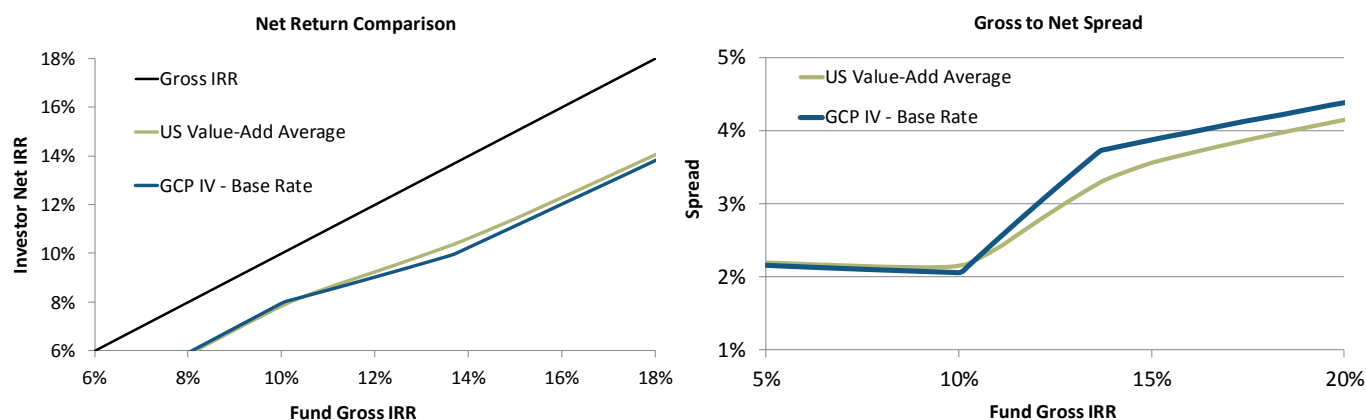 Net Return Comparison
18%
16%
14%
12%
10%
8%
6%
Investor Net IRR
Gross IRR
US Value-Add Average
GCP IV - Base Rate
6%
8%
10%
12%
14%
16%
18%
Fund Gross IRR
Gross to Net Spread
5%
4%
3%
2%
1%
Spread
US Value-Add Average
GCP IV - Base Rate
5%
10%
15%
20%
Fund Gross IRR